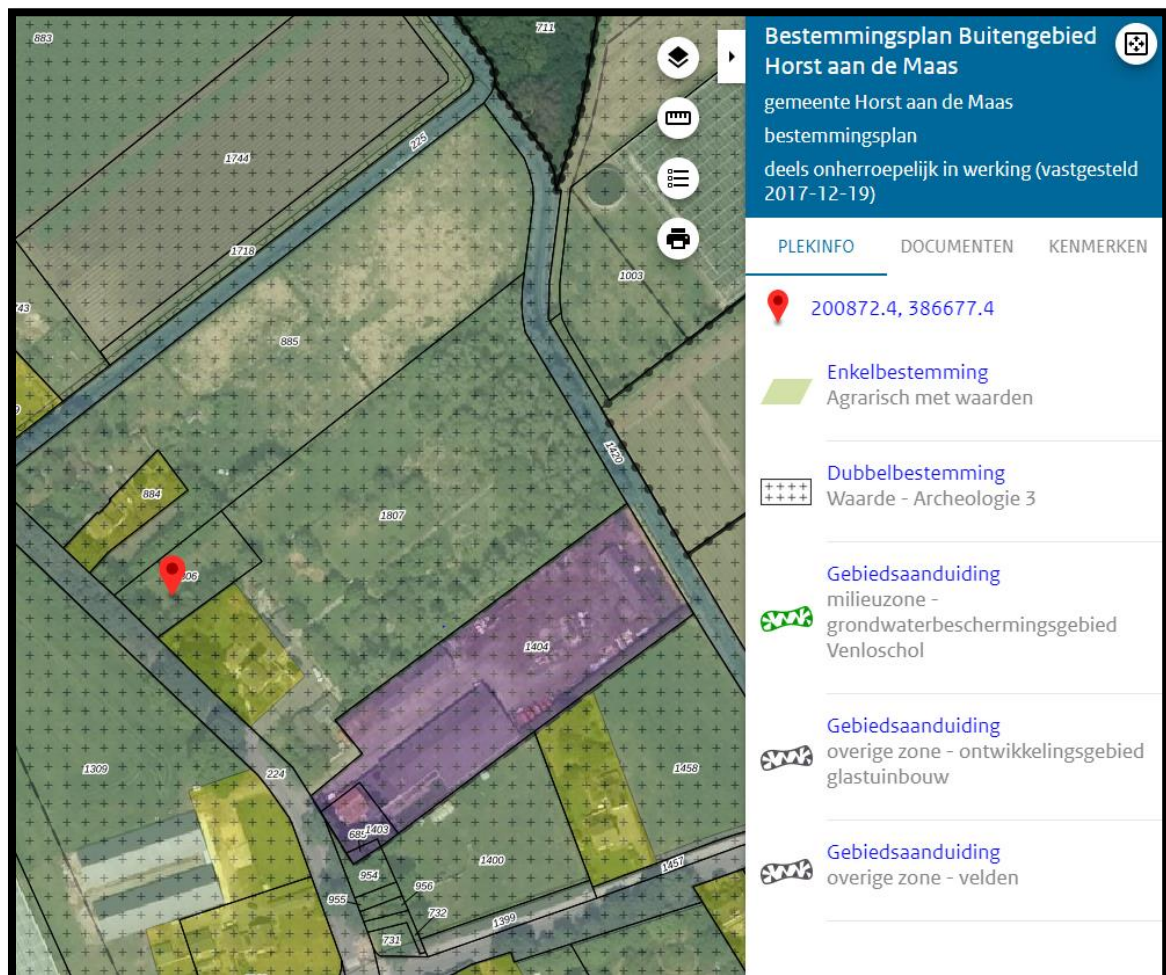 883
711
1744
225
1718
743
885
1003
1420
884
1807
06
1404
1309
224
1458
685
1403
1400
1457
954
956
955
732
1399
731
Bestemmingsplan Buitengebied
Horst aan de Maas
gemeente Horst aan de Maas
bestemmingsplan
deels onherroepelijk in werking (vastgesteld
2017-12-19)
PLEKINFO DOCUMENTEN KENMERKEN
200872.4, 386677.4
Enkelbestemming
Agrarisch met waarden
Dubbelbestemming
Waarde - Archeologie 3
Gebiedsaanduiding
milieuzone -
grondwaterbeschermingsgebied
Venloschol
Gebiedsaanduiding
overige zone - ontwikkelingsgebied
glastuinbouw
Gebiedsaanduiding
overige zone - velden